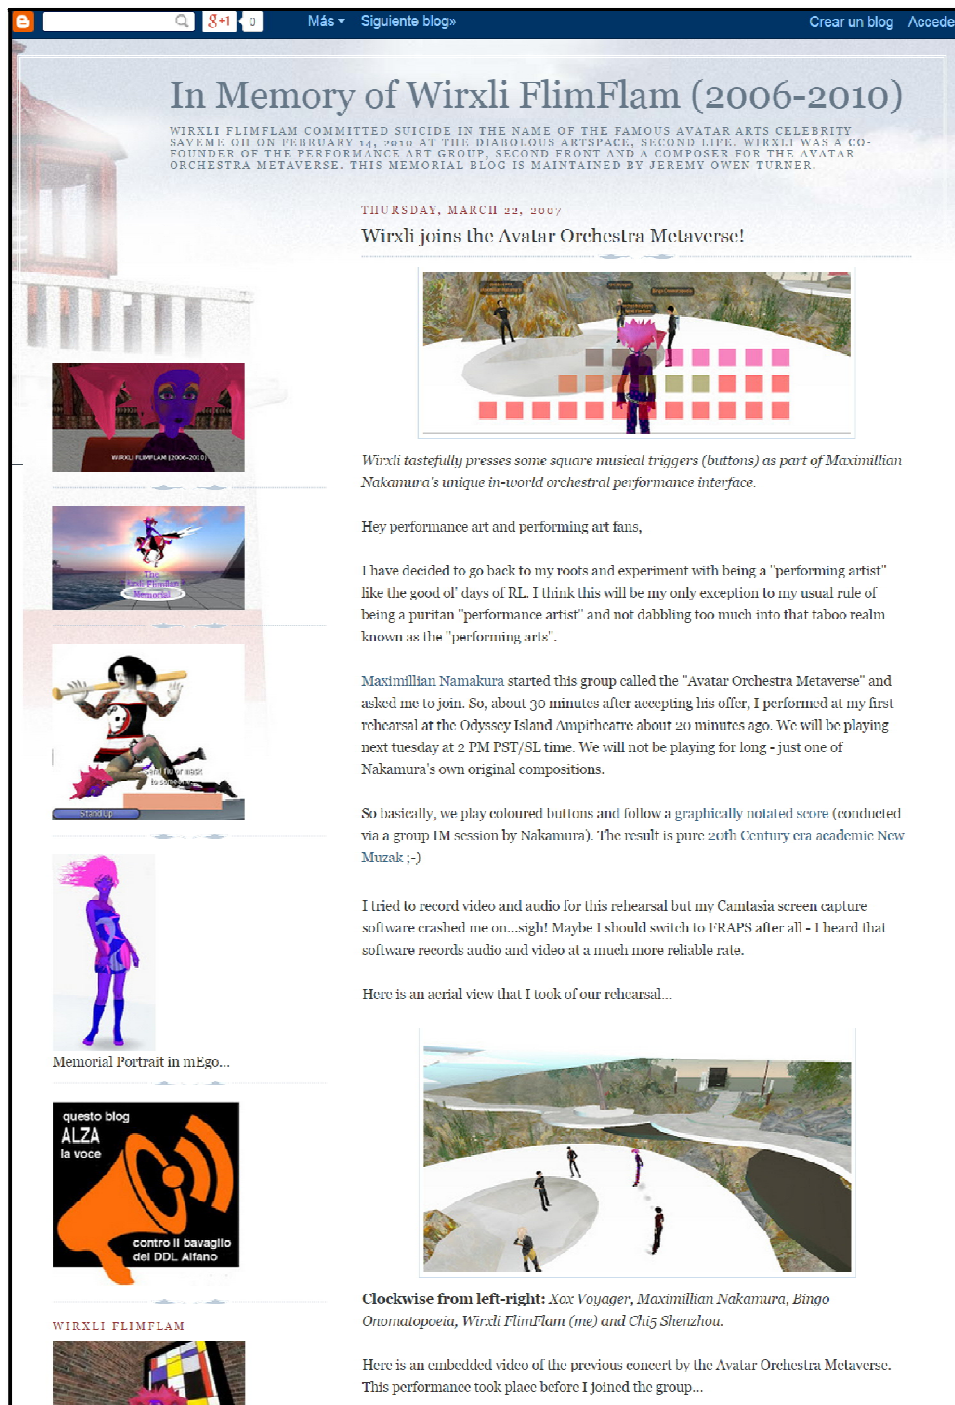 g+1 0 Más Siguiente blog» Crear un blog Accede
In Memory of Wirxli FlimFlam (2006-2010)
WIRXLI FLIMFLAM COMMITTED SUICIDE IN THE NAME OF THE FAMOUS AVATAR ARTS CELEBRITY
SAVEME OH ON FEBRUARY 14, 2010 AT THE DIABOLOUS ARTSPACE, SECOND LIFE. WIRXLI WAS A CO-
FOUNDER OF THE PERFORMANCE ART GROUP, SECOND FRONT AND A COMPOSER FOR THE AVATAR
ORCHESTRA METAVERSE. THIS MEMORIAL BLOG IS MAINTAINED BY JEREMY OWEN TURNER.
THURSDAY, MARCH 22, 2007
Wirxli joins the Avatar Orchestra Metaverse!
Wirxli tastefully presses some square musical triggers (buttons) as part of Maximillian
Nakamura's unique in-world orchestral performance interface.
Hey performance art and performing art fans,
I have decided to go back to my roots and experiment with being a "performing artist"
like the good ol' days of RL. I think this will be my only exception to my usual rule of
being a puritan "performance artist" and not dabbling too much into that taboo realm
known as the "performing arts".
Maximillian Namakura started this group called the "Avatar Orchestra Metaverse" and
asked me to join. So, about 30 minutes after accepting his offer, I performed at my first
rehearsal at the Odyssey Island Ampitheatre about 20 minutes ago. We will be playing
next tuesday at 2 PM PST/SL time. We will not be playing for long - just one of
Nakamura's own original compositions.
So basically, we play coloured buttons and follow a graphically notated score (conducted
via a group IM session by Nakamura). The result is pure 20th Century era academic New
Muzak ;-)
I tried to record video and audio for this rehearsal but my Camtasia screen capture
software crashed me on...sigh! Maybe I should switch to FRAPS after all - I heard that
software records audio and video at a much more reliable rate.
Here is an aerial view that I took of our rehearsal...
Clockwise from left-right: Xox Voyager, Maximillian Nakamura, Bingo
Onomatopoeia, Wirxli FlimFlam (me) and Chi5 Shenzhou.
Here is an embedded video of the previous concert by the Avatar Orchestra Metaverse.
This performance took place before I joined the group...
WIRXLI FLIMFLAM (2006-2010)
The
Wirxli Flimflam
Memorial
Stand Up
Memorial Portrait in mEgo...
questo blog
ALZA
la voce
contro il bavaglio
del DDL Alfano
WIRXLI FLIMFLAM